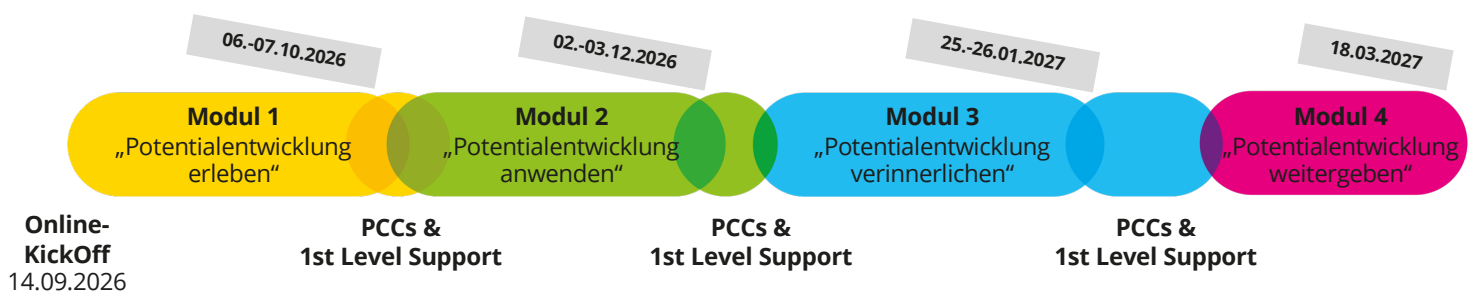 06.-07.10.2026
02.-03.12.2026
25.-26.01.2027
18.03.2027
Modul 1
„Potentialentwicklung
erleben“
Modul 2
„Potentialentwicklung
anwenden“
Modul 3
„Potentialentwicklung
verinnerlichen“
Modul 4
„Potentialentwicklung
weitergeben“
Online-
KickOff
14.09.2026
PCCs &
1st Level Support
PCCs &
1st Level Support
PCCs &
1st Level Support